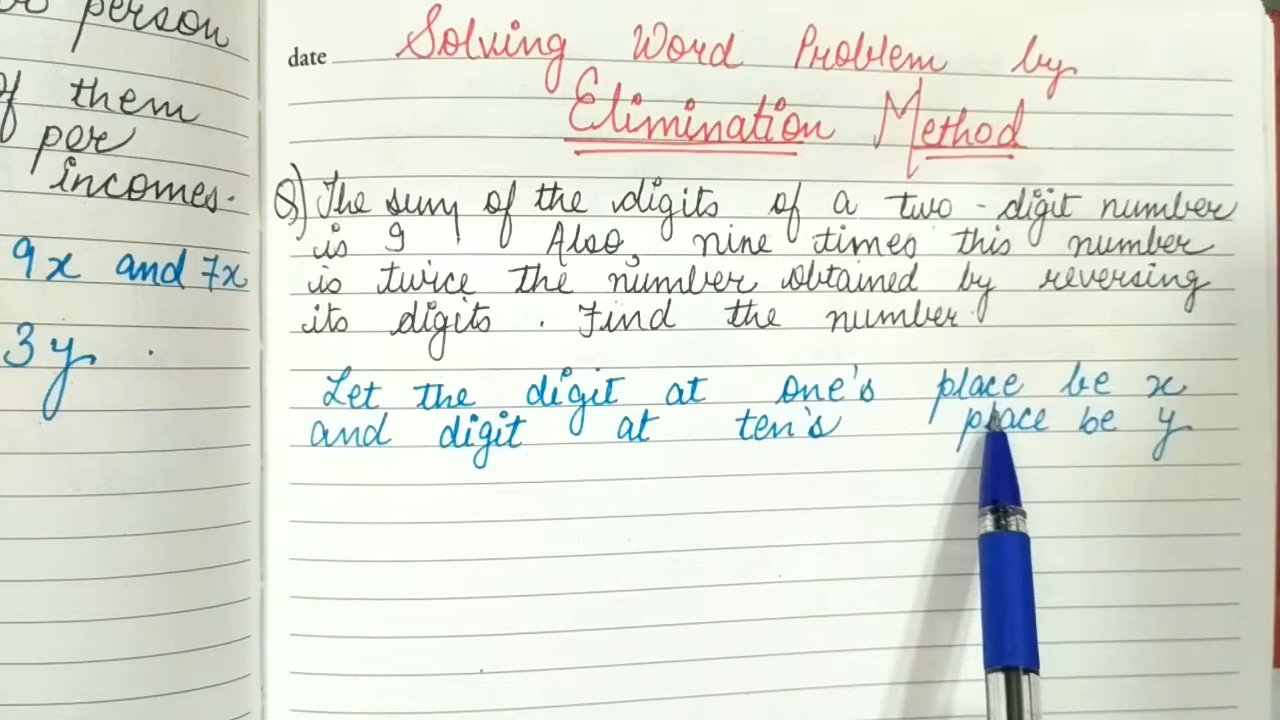 person
of them
per
incomes.
9x and 7x
3y
date
Solving Word Problem by
Elimination Method
Q) The sum of the digits of a two-digit number
is 9. Also, nine times this number
is twice the number obtained by reversing
its digits. Find the number.
Let the digit at one's place be x
and digit at ten's place be y